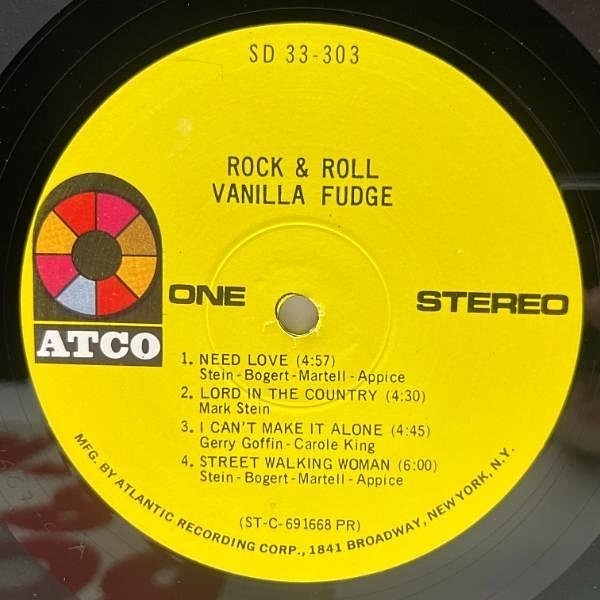 SD 33-303
ROCK & ROLL
VANILLA FUDGE
ATCO
ONE
STEREO
1. NEED LOVE (4:57)
Stein - Bogert - Martell - Appice
2. LORD IN THE COUNTRY (4:30)
Mark Stein
3. I CAN'T MAKE IT ALONE (4:45)
Gerry Goffin - Carole King
4. STREET WALKING WOMAN (6:00)
Stein - Bogert - Martell - Appice
(ST-C-691668 PR)
MFG. BY ATLANTIC RECORDING CORP., 1841 BROADWAY, NEW YORK, N.Y.